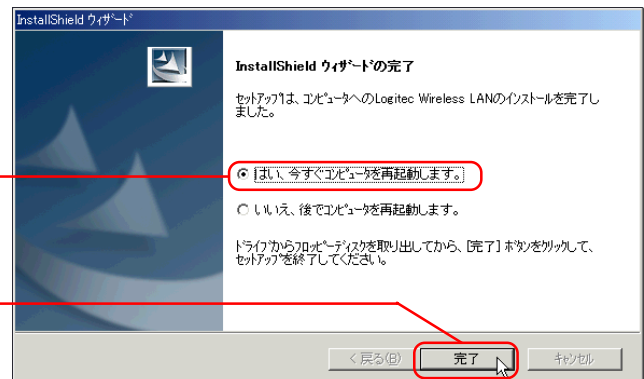 InstallShield ウィザード
InstallShield ウィザードの完了
セットアップは、コンピュータへのLogitec Wireless LANのインストールを完了し
ました。
はい、今すぐコンピュータを再起動します。
いいえ、後でコンピュータを再起動します。
ドライブからフロッピーディスクを取り出してから、[完了] ボタンをクリックして、
セットアップを終了してください。
< 戻る(B)
完了
キャンセル